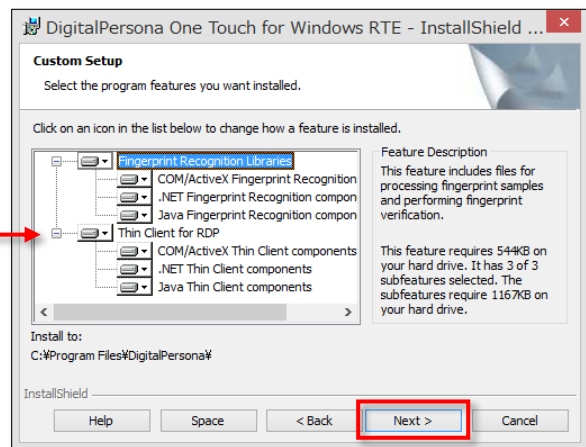 DigitalPersona One Touch for Windows RTE - InstallShield ...
Custom Setup
Select the program features you want installed.
Click on an icon in the list below to change how a feature is installed.
Fingerprint Recognition Libraries
COM/ActiveX Fingerprint Recognition
.NET Fingerprint Recognition compon
Java Fingerprint Recognition compon
Thin Client for RDP
COM/ActiveX Thin Client components
.NET Thin Client components
Java Thin Client components
Feature Description
This feature includes files for
processing fingerprint samples
and performing fingerprint
verification.
This feature requires 544KB on
your hard drive. It has 3 of 3
subfeatures selected. The
subfeatures require 1167KB on
your hard drive.
Install to:
C:¥Program Files¥DigitalPersona¥
InstallShield
Help
Space
< Back
Next >
Cancel